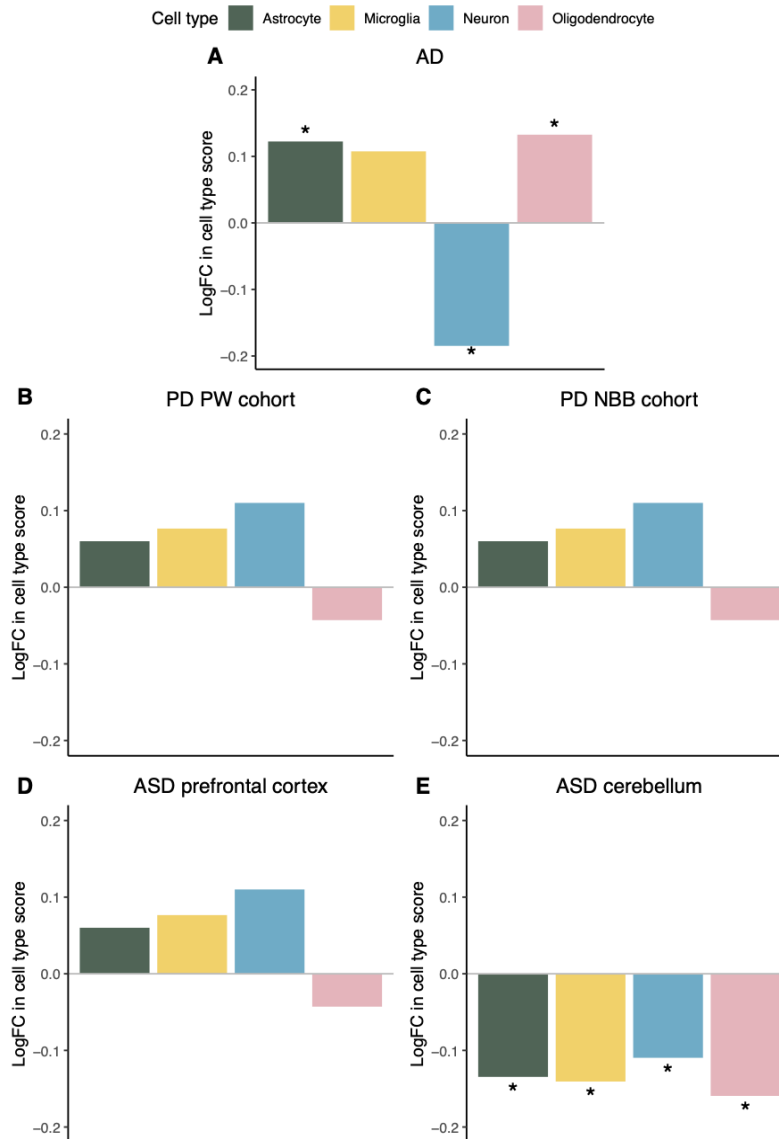 Cell type Astrocyte Microglia Neuron Oligodendrocyte
A AD
LogFC in cell type score
0.2
*
*
0.1
0.0
−0.1
−0.2
*
B PD PW cohort
LogFC in cell type score
0.2
0.1
0.0
−0.1
−0.2
C PD NBB cohort
LogFC in cell type score
0.2
0.1
0.0
−0.1
−0.2
D ASD prefrontal cortex
LogFC in cell type score
0.2
0.1
0.0
−0.1
−0.2
E ASD cerebellum
LogFC in cell type score
0.2
0.1
0.0
−0.1
−0.2
* * * *